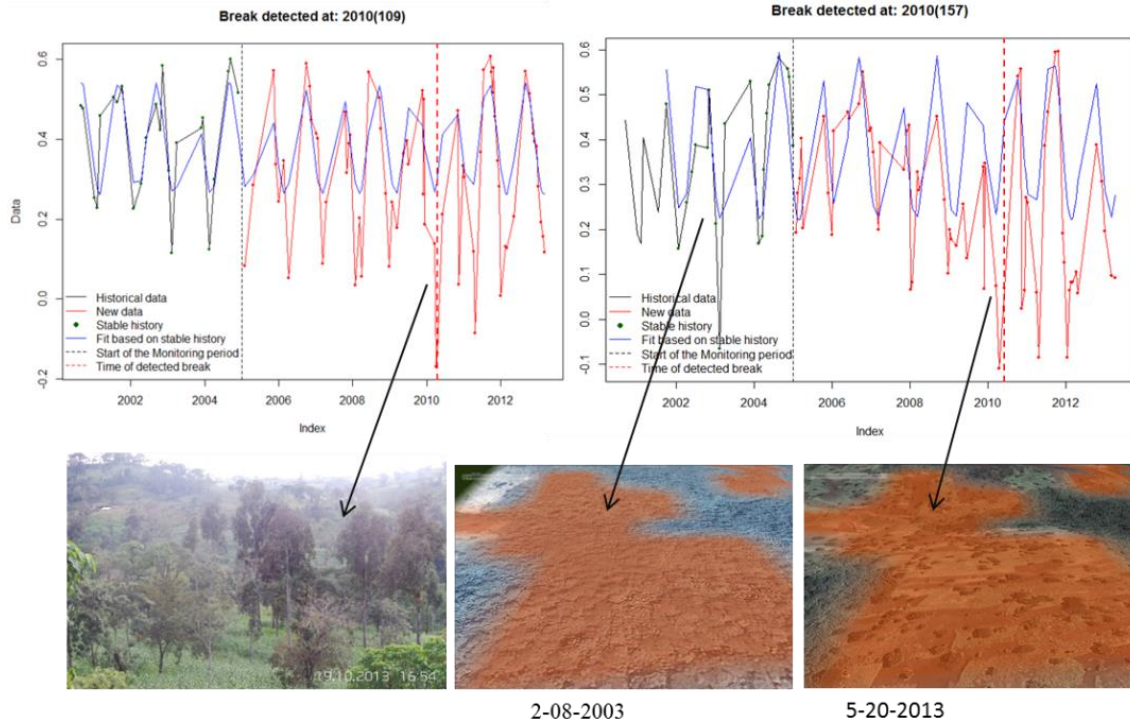 Break detected at: 2010(109)
Data
0.6
0.4
0.2
0.0
-0.2
Historical data
New data
Stable history
Fit based on stable history
Start of the Monitoring period
Time of detected break
2002 2004 2006 2008 2010 2012
Index
Break detected at: 2010(157)
0.6
0.5
0.4
0.3
0.2
0.1
0.0
-0.1
Historical data
New data
Stable history
Fit based on stable history
Start of the Monitoring period
Time of detected break
2002 2004 2006 2008 2010 2012
Index
19.10.2013 16:54
2-08-2003
5-20-2013